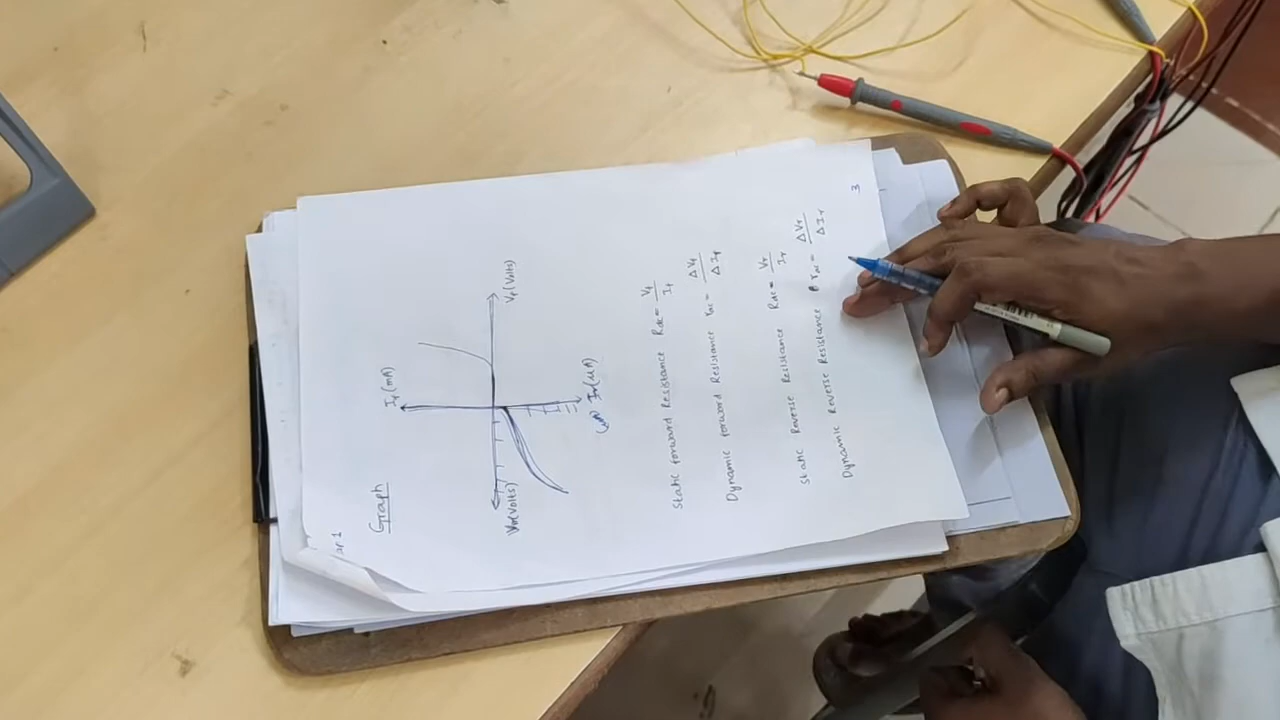 Graph
If (mA)
Vr (Volts)
Vf (Volts)
Ir (μA)
Static forward Resistance Rdc = Vf / If
Dynamic forward Resistance rac = ΔVf / ΔIf
Static Reverse Resistance Rdc = Vr / Ir
Dynamic Reverse Resistance rac = ΔVr / ΔIr
3